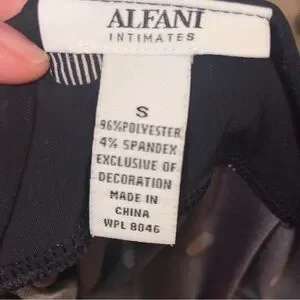 ALFANI
INTIMATES
S
96%POLYESTER
4% SPANDEX
EXCLUSIVE OF
DECORATION
MADE IN
CHINA
WPL 8046